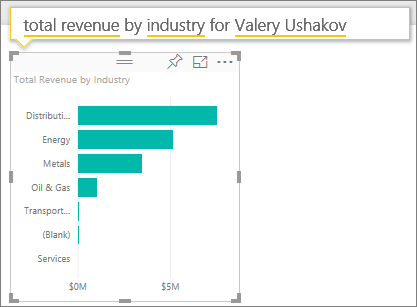 total revenue by industry for Valery Ushakov
Total Revenue by Industry
Distributi...
Energy
Metals
Oil & Gas
Transport...
(Blank)
Services
$0M $5M